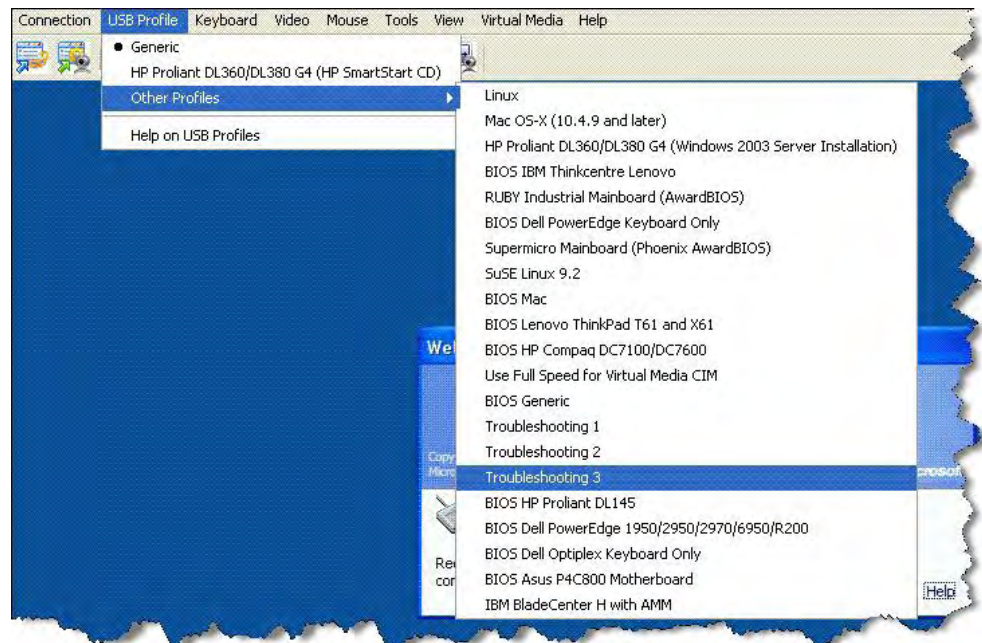 Connection USB Profile Keyboard Video Mouse Tools View Virtual Media Help
Generic
HP Proliant DL360/DL380 G4 (HP SmartStart CD)
Other Profiles
Help on USB Profiles
Linux
Mac OS-X (10.4.9 and later)
HP Proliant DL360/DL380 G4 (Windows 2003 Server Installation)
BIOS IBM Thinkcentre Lenovo
RUBY Industrial Mainboard (AwardBIOS)
BIOS Dell PowerEdge Keyboard Only
Supermicro Mainboard (Phoenix AwardBIOS)
SuSE Linux 9.2
BIOS Mac
BIOS Lenovo ThinkPad T61 and X61
BIOS HP Compaq DC7100/DC7600
Use Full Speed for Virtual Media CIM
BIOS Generic
Troubleshooting 1
Troubleshooting 2
Troubleshooting 3
BIOS HP Proliant DL145
BIOS Dell PowerEdge 1950/2950/2970/6950/R200
BIOS Dell Optiplex Keyboard Only
BIOS Asus P4C800 Motherboard
IBM BladeCenter H with AMM
Help